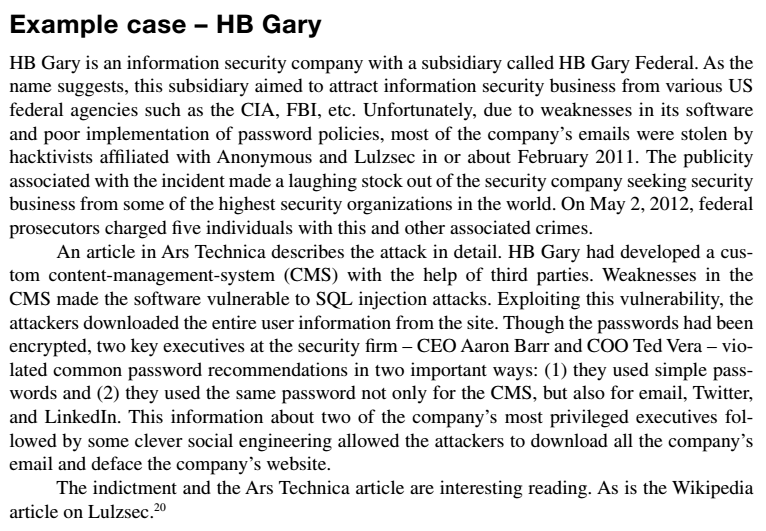 Example case – HB Gary
HB Gary is an information security company with a subsidiary called HB Gary Federal. As the
name suggests, this subsidiary aimed to attract information security business from various US
federal agencies such as the CIA, FBI, etc. Unfortunately, due to weaknesses in its software
and poor implementation of password policies, most of the company's emails were stolen by
hacktivists affiliated with Anonymous and Lulzsec in or about February 2011. The publicity
associated with the incident made a laughing stock out of the security company seeking security
business from some of the highest security organizations in the world. On May 2, 2012, federal
prosecutors charged five individuals with this and other associated crimes.
An article in Ars Technica describes the attack in detail. HB Gary had developed a cus-
tom content-management-system (CMS) with the help of third parties. Weaknesses in the
CMS made the software vulnerable to SQL injection attacks. Exploiting this vulnerability, the
attackers downloaded the entire user information from the site. Though the passwords had been
encrypted, two key executives at the security firm – CEO Aaron Barr and COO Ted Vera – vio-
lated common password recommendations in two important ways: (1) they used simple pass-
words and (2) they used the same password not only for the CMS, but also for email, Twitter,
and LinkedIn. This information about two of the company's most privileged executives fol-
lowed by some clever social engineering allowed the attackers to download all the company's
email and deface the company's website.
The indictment and the Ars Technica article are interesting reading. As is the Wikipedia
article on Lulzsec.20